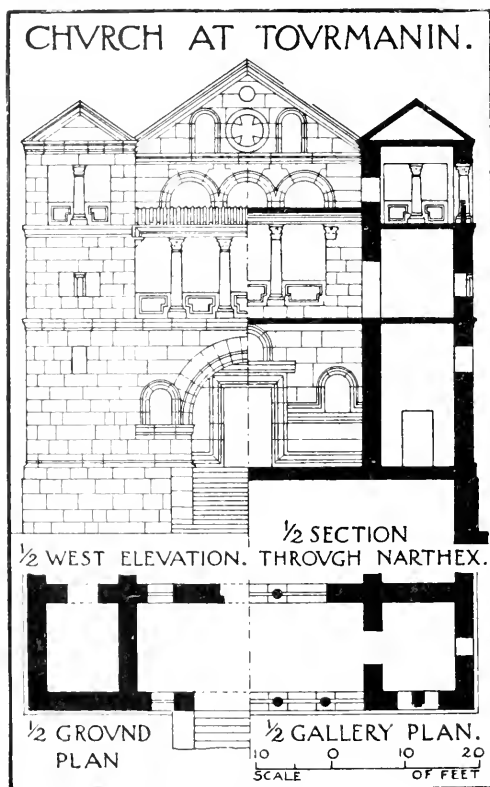 CHVRCH AT TOVRMANIN.
½ SECTION
½ WEST ELEVATION. THROVGH NARTHEX.
½ GROVND
PLAN
½ GALLERY PLAN.
10 0 10 20
SCALE OF FEET